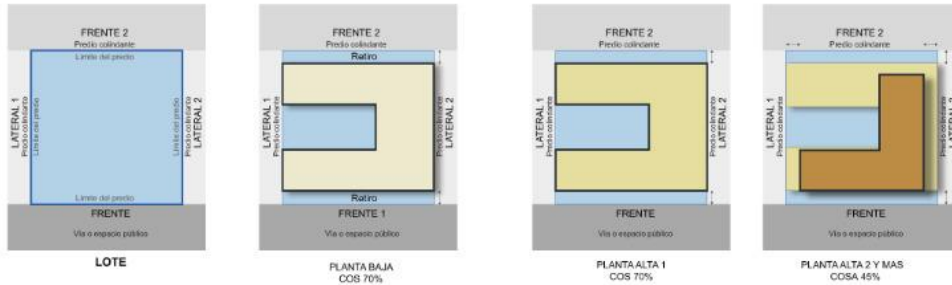 FRENTE 2
Predio colindante
Límite del predio
LATERAL 1
Predio colindante
Límite del predio
Límite del predio
Predio colindante
LATERAL 2
Límite del predio
FRENTE
Vía o espacio público
LOTE
FRENTE 2
Predio colindante
Retiro
LATERAL 1
Predio colindante
Predio colindante
LATERAL 2
Retiro
FRENTE 1
Vía o espacio público
PLANTA BAJA
COS 70%
FRENTE 2
Predio colindante
LATERAL 1
Predio colindante
Predio colindante
LATERAL 2
FRENTE
Vía o espacio público
PLANTA ALTA 1
COS 70%
FRENTE 2
Predio colindante
LATERAL 1
Predio colindante
Predio colindante
LATERAL 2
FRENTE
Vía o espacio público
PLANTA ALTA 2 Y MAS
COSA 45%